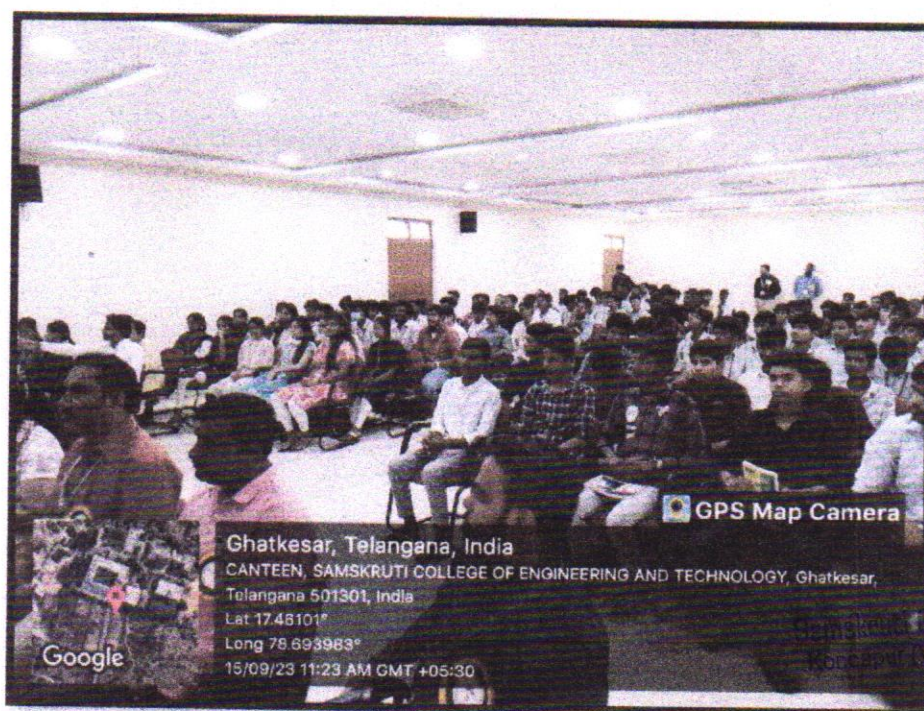 GPS Map Camera
Ghatkesar, Telangana, India
CANTEEN, SAMSKRUTI COLLEGE OF ENGINEERING AND TECHNOLOGY, Ghatkesar,
Telangana 501301, India
Lat 17.46101°
Long 78.693983°
15/09/23 11:23 AM GMT +05:30
Google